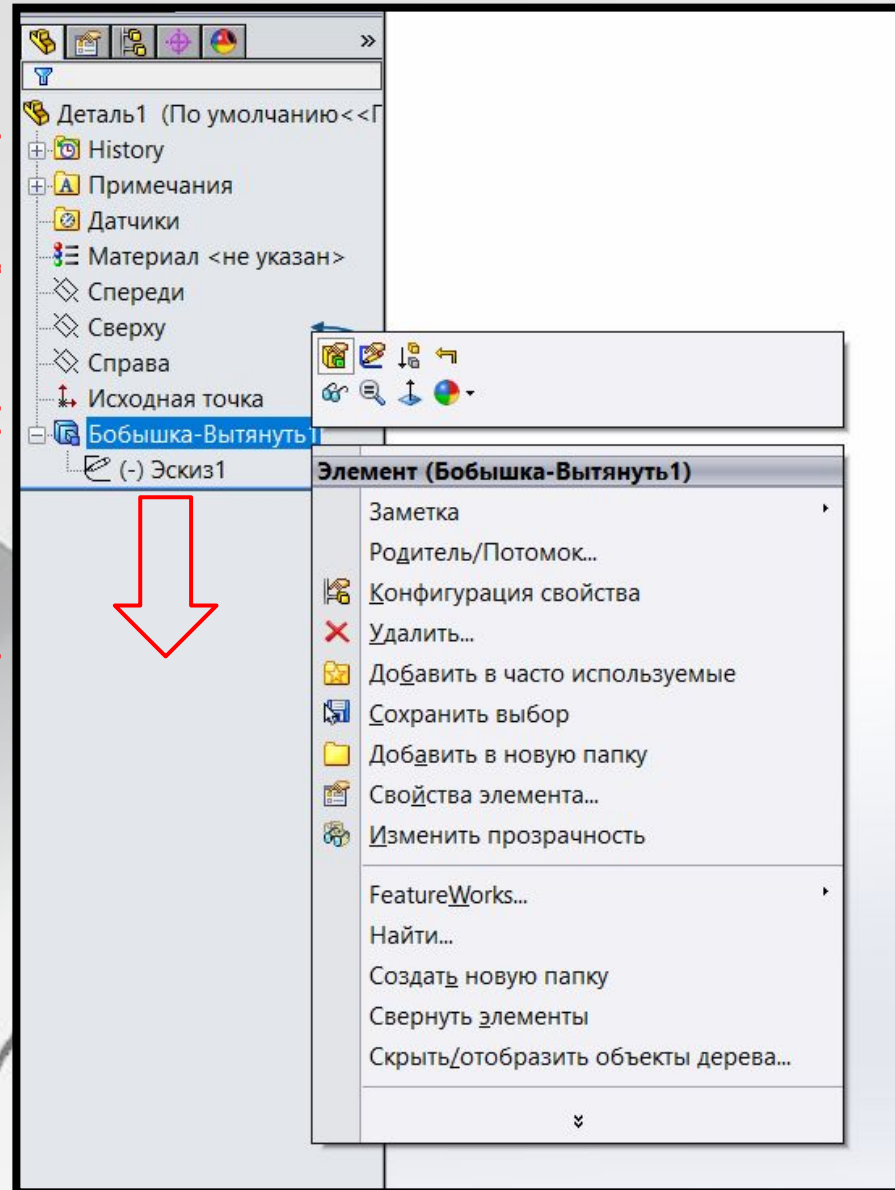 »
Деталь1 (По умолчанию<<П
History
Примечания
Датчики
Материал <не указан>
Спереди
Сверху
Справа
Исходная точка
Бобышка-Вытянуть1
(-) Эскиз1
Элемент (Бобышка-Вытянуть1)
Заметка
Родитель/Потомок...
Конфигурация свойства
Удалить...
Добавить в часто используемые
Сохранить выбор
Добавить в новую папку
Свойства элемента...
Изменить прозрачность
FeatureWorks...
Найти...
Создать новую папку
Свернуть элементы
Скрыть/отобразить объекты дерева...